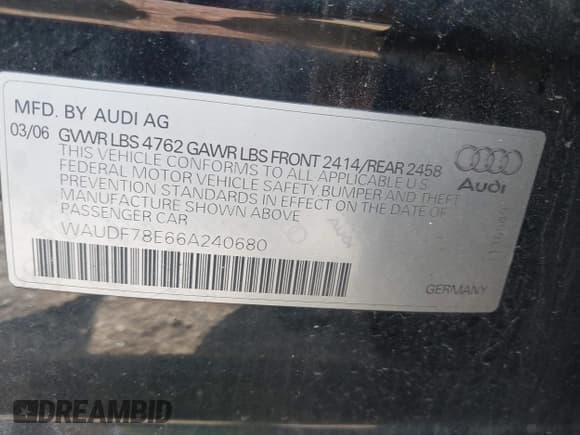 MFD. BY AUDI AG
03/06 GVWR LBS 4762 GAWR LBS FRONT 2414/REAR 2458
THIS VEHICLE CONFORMS TO ALL APPLICABLE U.S.
FEDERAL MOTOR VEHICLE SAFETY, BUMPER AND THEFT
PREVENTION STANDARDS IN EFFECT ON THE DATE OF
MANUFACTURE SHOWN ABOVE
PASSENGER CAR
WAUDF78E66A240680
Audi
Audi
GERMANY
DREAMBID